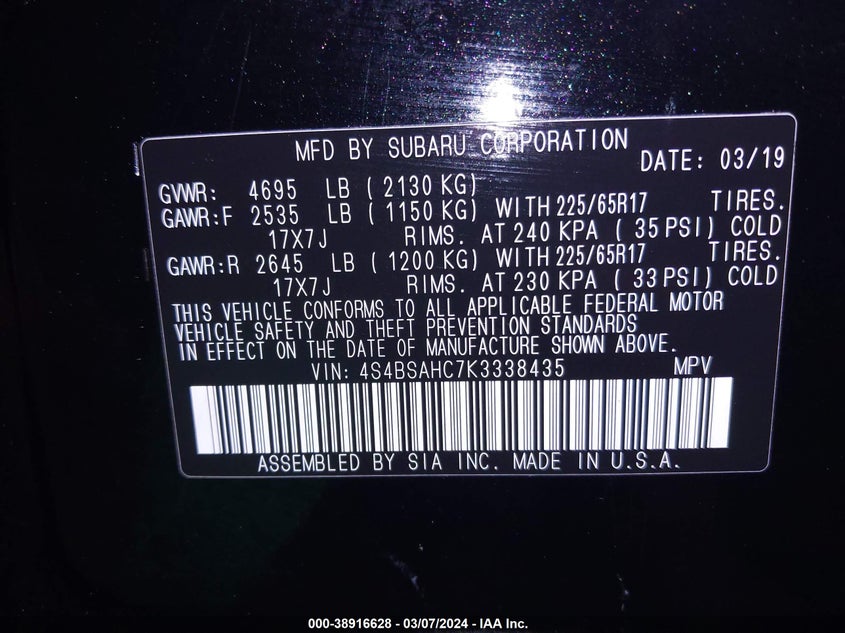 MFD BY SUBARU CORPORATION
DATE: 03/19
GVWR: 4695 LB ( 2130 KG)
GAWR:F 2535 LB ( 1150 KG) WITH 225/65R17 TIRES.
17X7J RIMS. AT 240 KPA ( 35 PSI) COLD
GAWR:R 2645 LB ( 1200 KG) WITH 225/65R17 TIRES.
17X7J RIMS. AT 230 KPA ( 33 PSI) COLD
THIS VEHICLE CONFORMS TO ALL APPLICABLE FEDERAL MOTOR
VEHICLE SAFETY AND THEFT PREVENTION STANDARDS
IN EFFECT ON THE DATE OF MANUFACTURE SHOWN ABOVE.
VIN: 4S4BSAHC7K3338435 MPV
ASSEMBLED BY SIA INC. MADE IN U.S.A.
000-38916628 - 03/07/2024 - IAA Inc.